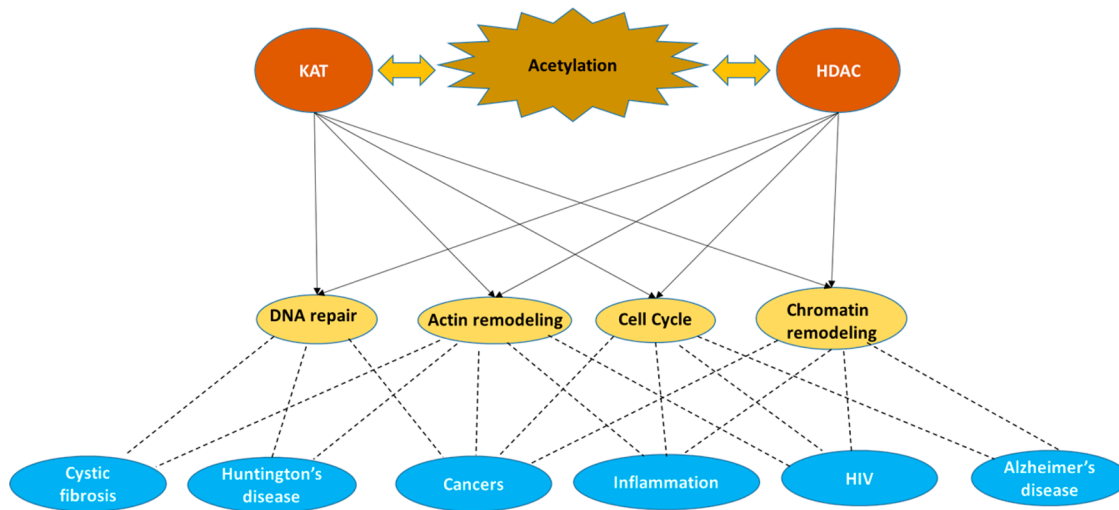 KAT
Acetylation
HDAC
DNA repair
Actin remodeling
Cell Cycle
Chromatin
remodeling
Cystic
fibrosis
Huntington's
disease
Cancers
Inflammation
HIV
Alzheimer's
disease